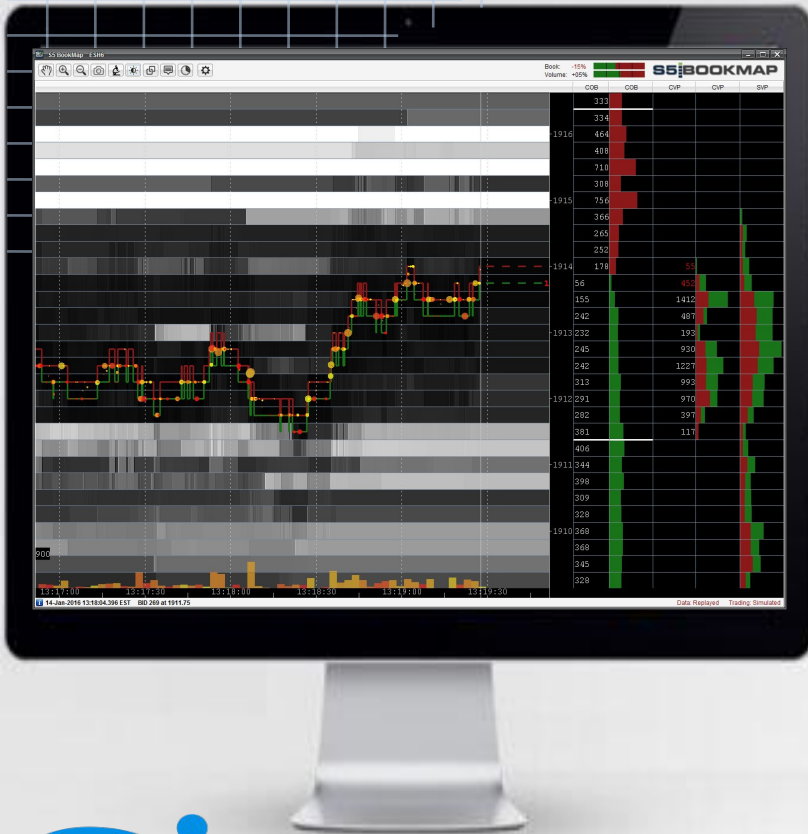 S5 BookMap - ESH6
Book: -15%
Volume: +05%
S5 BOOKMAP
COB COB CVP CVP SVP
333
334
1916 464
408
710
308
1915 756
366
265
252
1914 178 55
56 452
155 1412
242 487
1913 232 193
245 930
242 1227
313 993
1912 291 970
282 397
381 117
406
1911 344
398
309
328
1910 368
368
900 345
328
13:17:00 13:17:30 13:18:00 13:18:30 13:19:00 13:19:30
14-Jan-2016 13:18:04.396 EST BID 269 at 1911.75 Data: Replayed Trading: Simulated